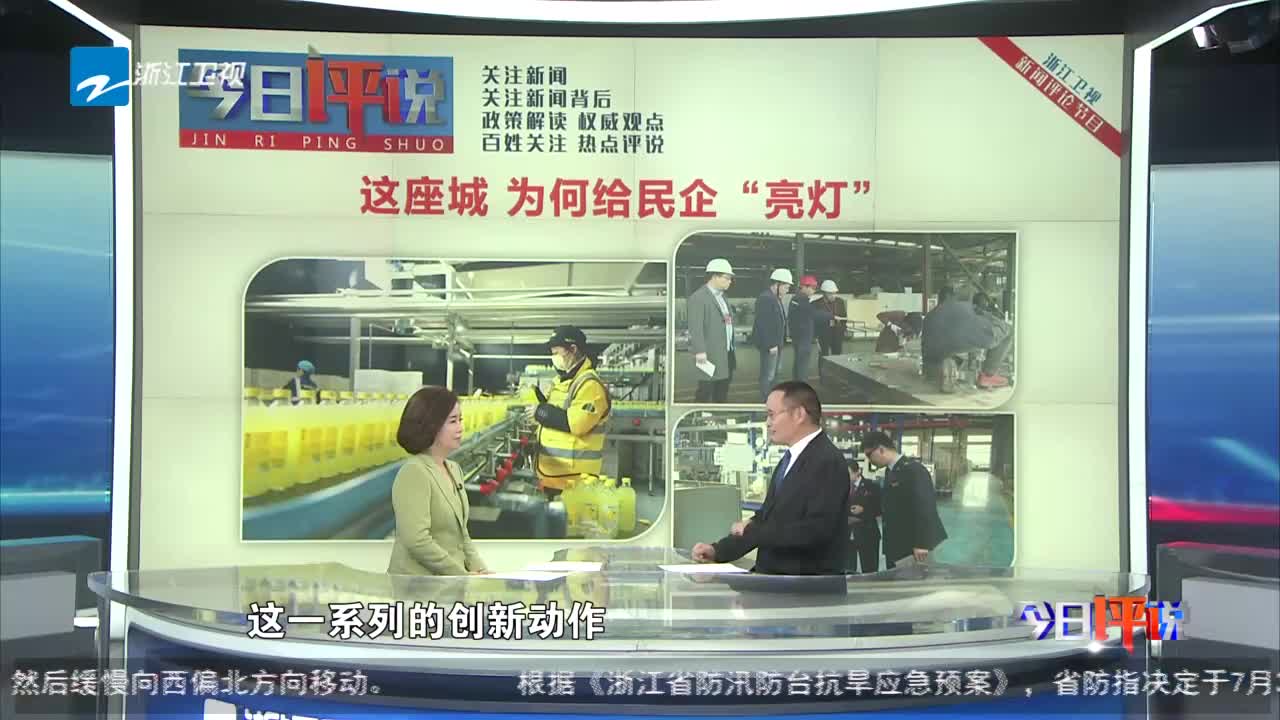 浙江卫视
今日评说
JIN RI PING SHUO
关注新闻
关注新闻背后
政策解读 权威观点
百姓关注 热点评说
浙江卫视
新闻评论节目
这座城 为何给民企“亮灯”
这一系列的创新动作
今日评说
然后缓慢向西偏北方向移动。 根据《浙江省防汛防台抗旱应急预案》，省防指决定于7月